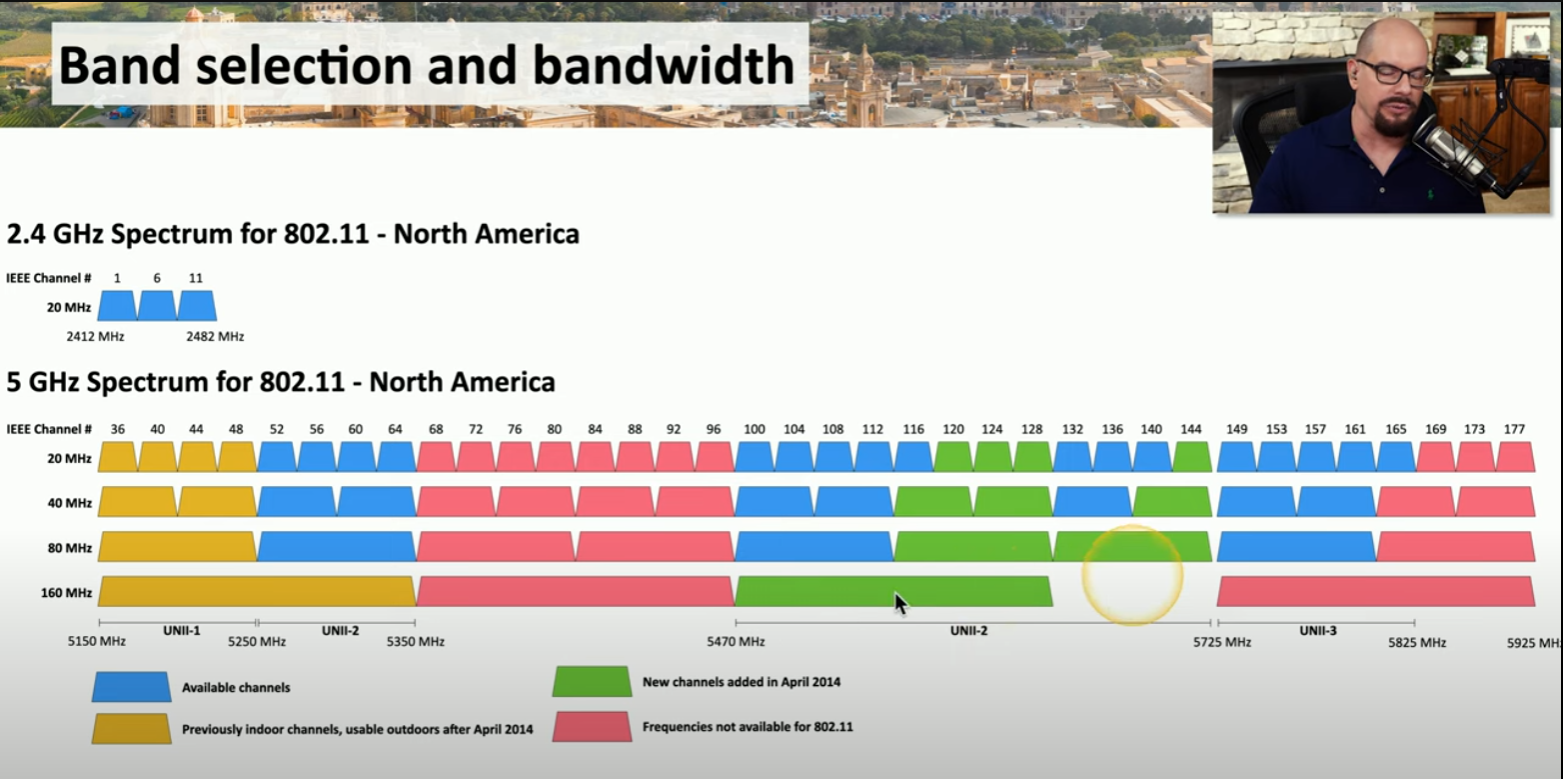 Band selection and bandwidth
2.4 GHz Spectrum for 802.11 - North America
IEEE Channel # 1 6 11
20 MHz
2412 MHz 2482 MHz
5 GHz Spectrum for 802.11 - North America
IEEE Channel # 36 40 44 48 52 56 60 64 68 72 76 80 84 88 92 96 100 104 108 112 116 120 124 128 132 136 140 144 149 153 157 161 165 169 173 177
20 MHz
40 MHz
80 MHz
160 MHz
UNII-1 UNII-2 UNII-2 UNII-3
5150 MHz 5250 MHz 5350 MHz 5470 MHz 5725 MHz 5825 MHz 5925 MH
Available channels
New channels added in April 2014
Previously indoor channels, usable outdoors after April 2014
Frequencies not available for 802.11